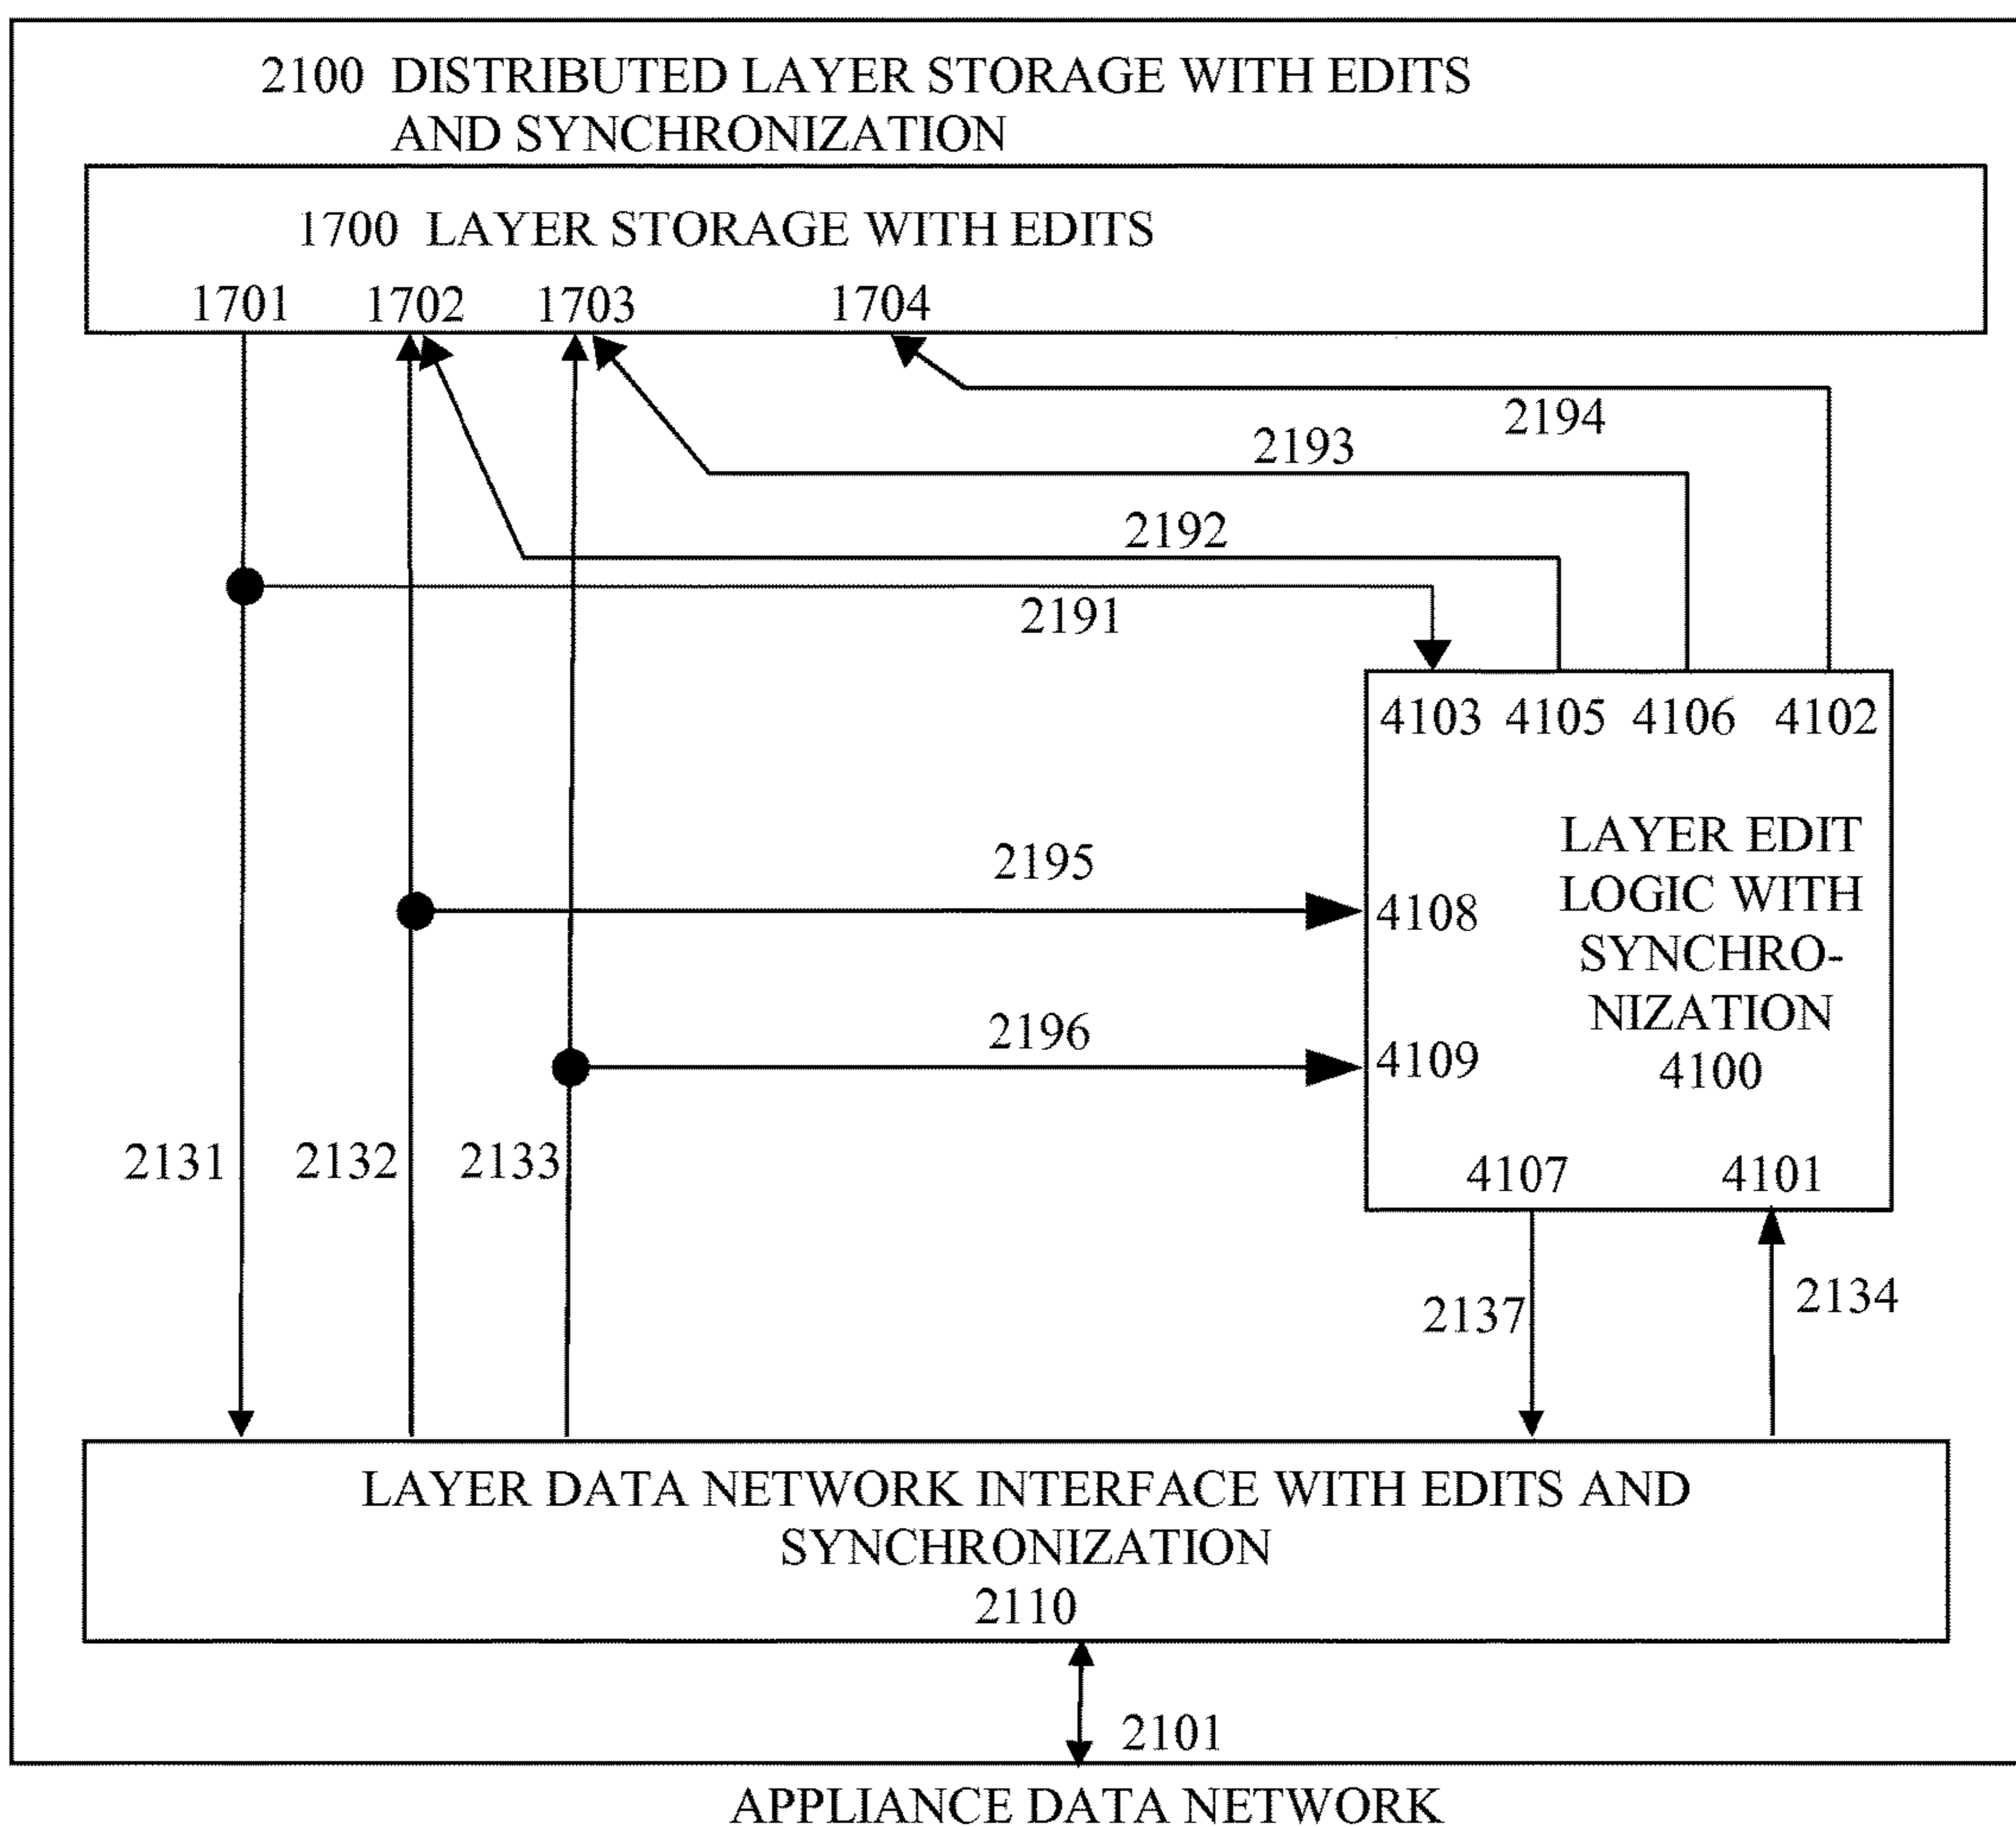 2100 DISTRIBUTED LAYER STORAGE WITH EDITS
AND SYNCHRONIZATION
1700 LAYER STORAGE WITH EDITS
1701 1702 1703 1704
2194
2193
2192
2191
4103 4105 4106 4102
LAYER EDIT
LOGIC WITH
SYNCHRO-
NIZATION
4100
2195
4108
2196
4109
2131 2132 2133
4107 4101
2137 2134
LAYER DATA NETWORK INTERFACE WITH EDITS AND
SYNCHRONIZATION
2110
2101
APPLIANCE DATA NETWORK